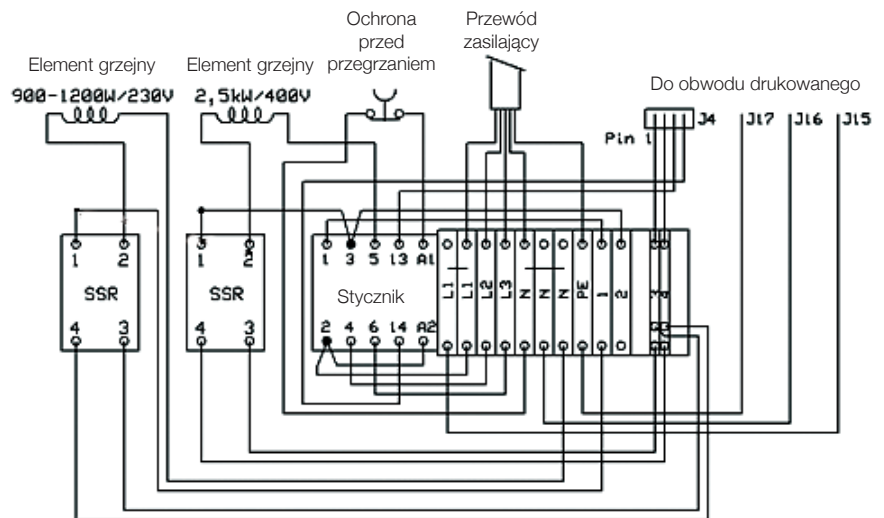 Ochrona
przed
przegrzaniem
Przewód
zasilający
Element grzejny
Element grzejny
Do obwodu drukowanego
900-1200W/230V
2,5kW/400V
J4
J17
J16
J15
Pin 1
1 2
SSR
4 3
1 2
SSR
4 3
1 3 5 13 A1
Stycznik
2 4 6 14 A2
L1 L1 L2 L3 N N N PE 1 2 3 4